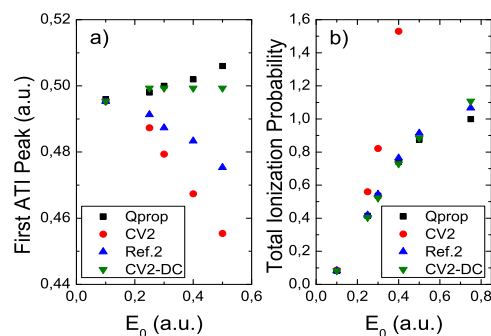 a)
First ATI Peak (a.u.)
0,52
0,50
0,48
0,46
0,44
Qprop
CV2
Ref.2
CV2-DC
0,0 0,2 0,4 0,6
E0 (a.u.)
b)
Total Ionization Probability
1,6
1,4
1,2
1,0
0,8
0,6
0,4
0,2
0,0
Qprop
CV2
Ref.2
CV2-DC
0,0 0,2 0,4 0,6 0,8
E0 (a.u.)